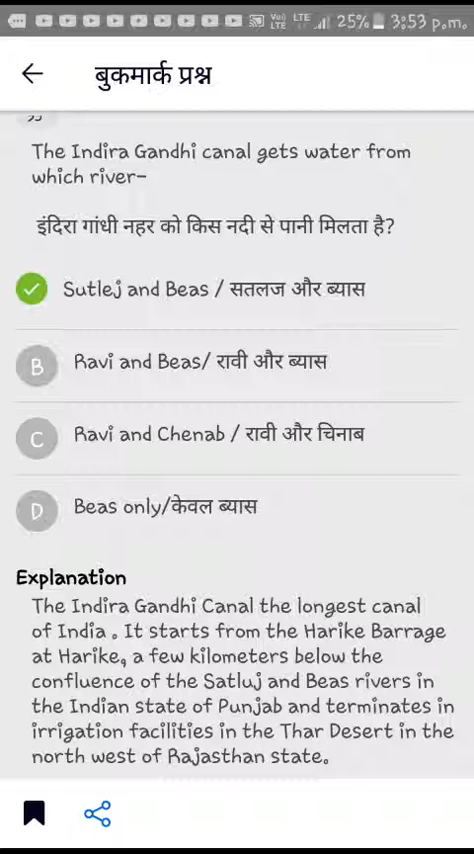 Vo) LTE LTE 25% 3:53 p.m.
बुकमार्क प्रश्न
The Indira Gandhi canal gets water from
which river-
इंदिरा गांधी नहर को किस नदी से पानी मिलता है?
Sutlej and Beas / सतलज और ब्यास
B Ravi and Beas/ रावी और ब्यास
C Ravi and Chenab / रावी और चिनाब
D Beas only/केवल ब्यास
Explanation
The Indira Gandhi Canal the longest canal
of India . It starts from the Harike Barrage
at Harike, a few kilometers below the
confluence of the Satluj and Beas rivers in
the Indian state of Punjab and terminates in
irrigation facilities in the Thar Desert in the
north west of Rajasthan state.